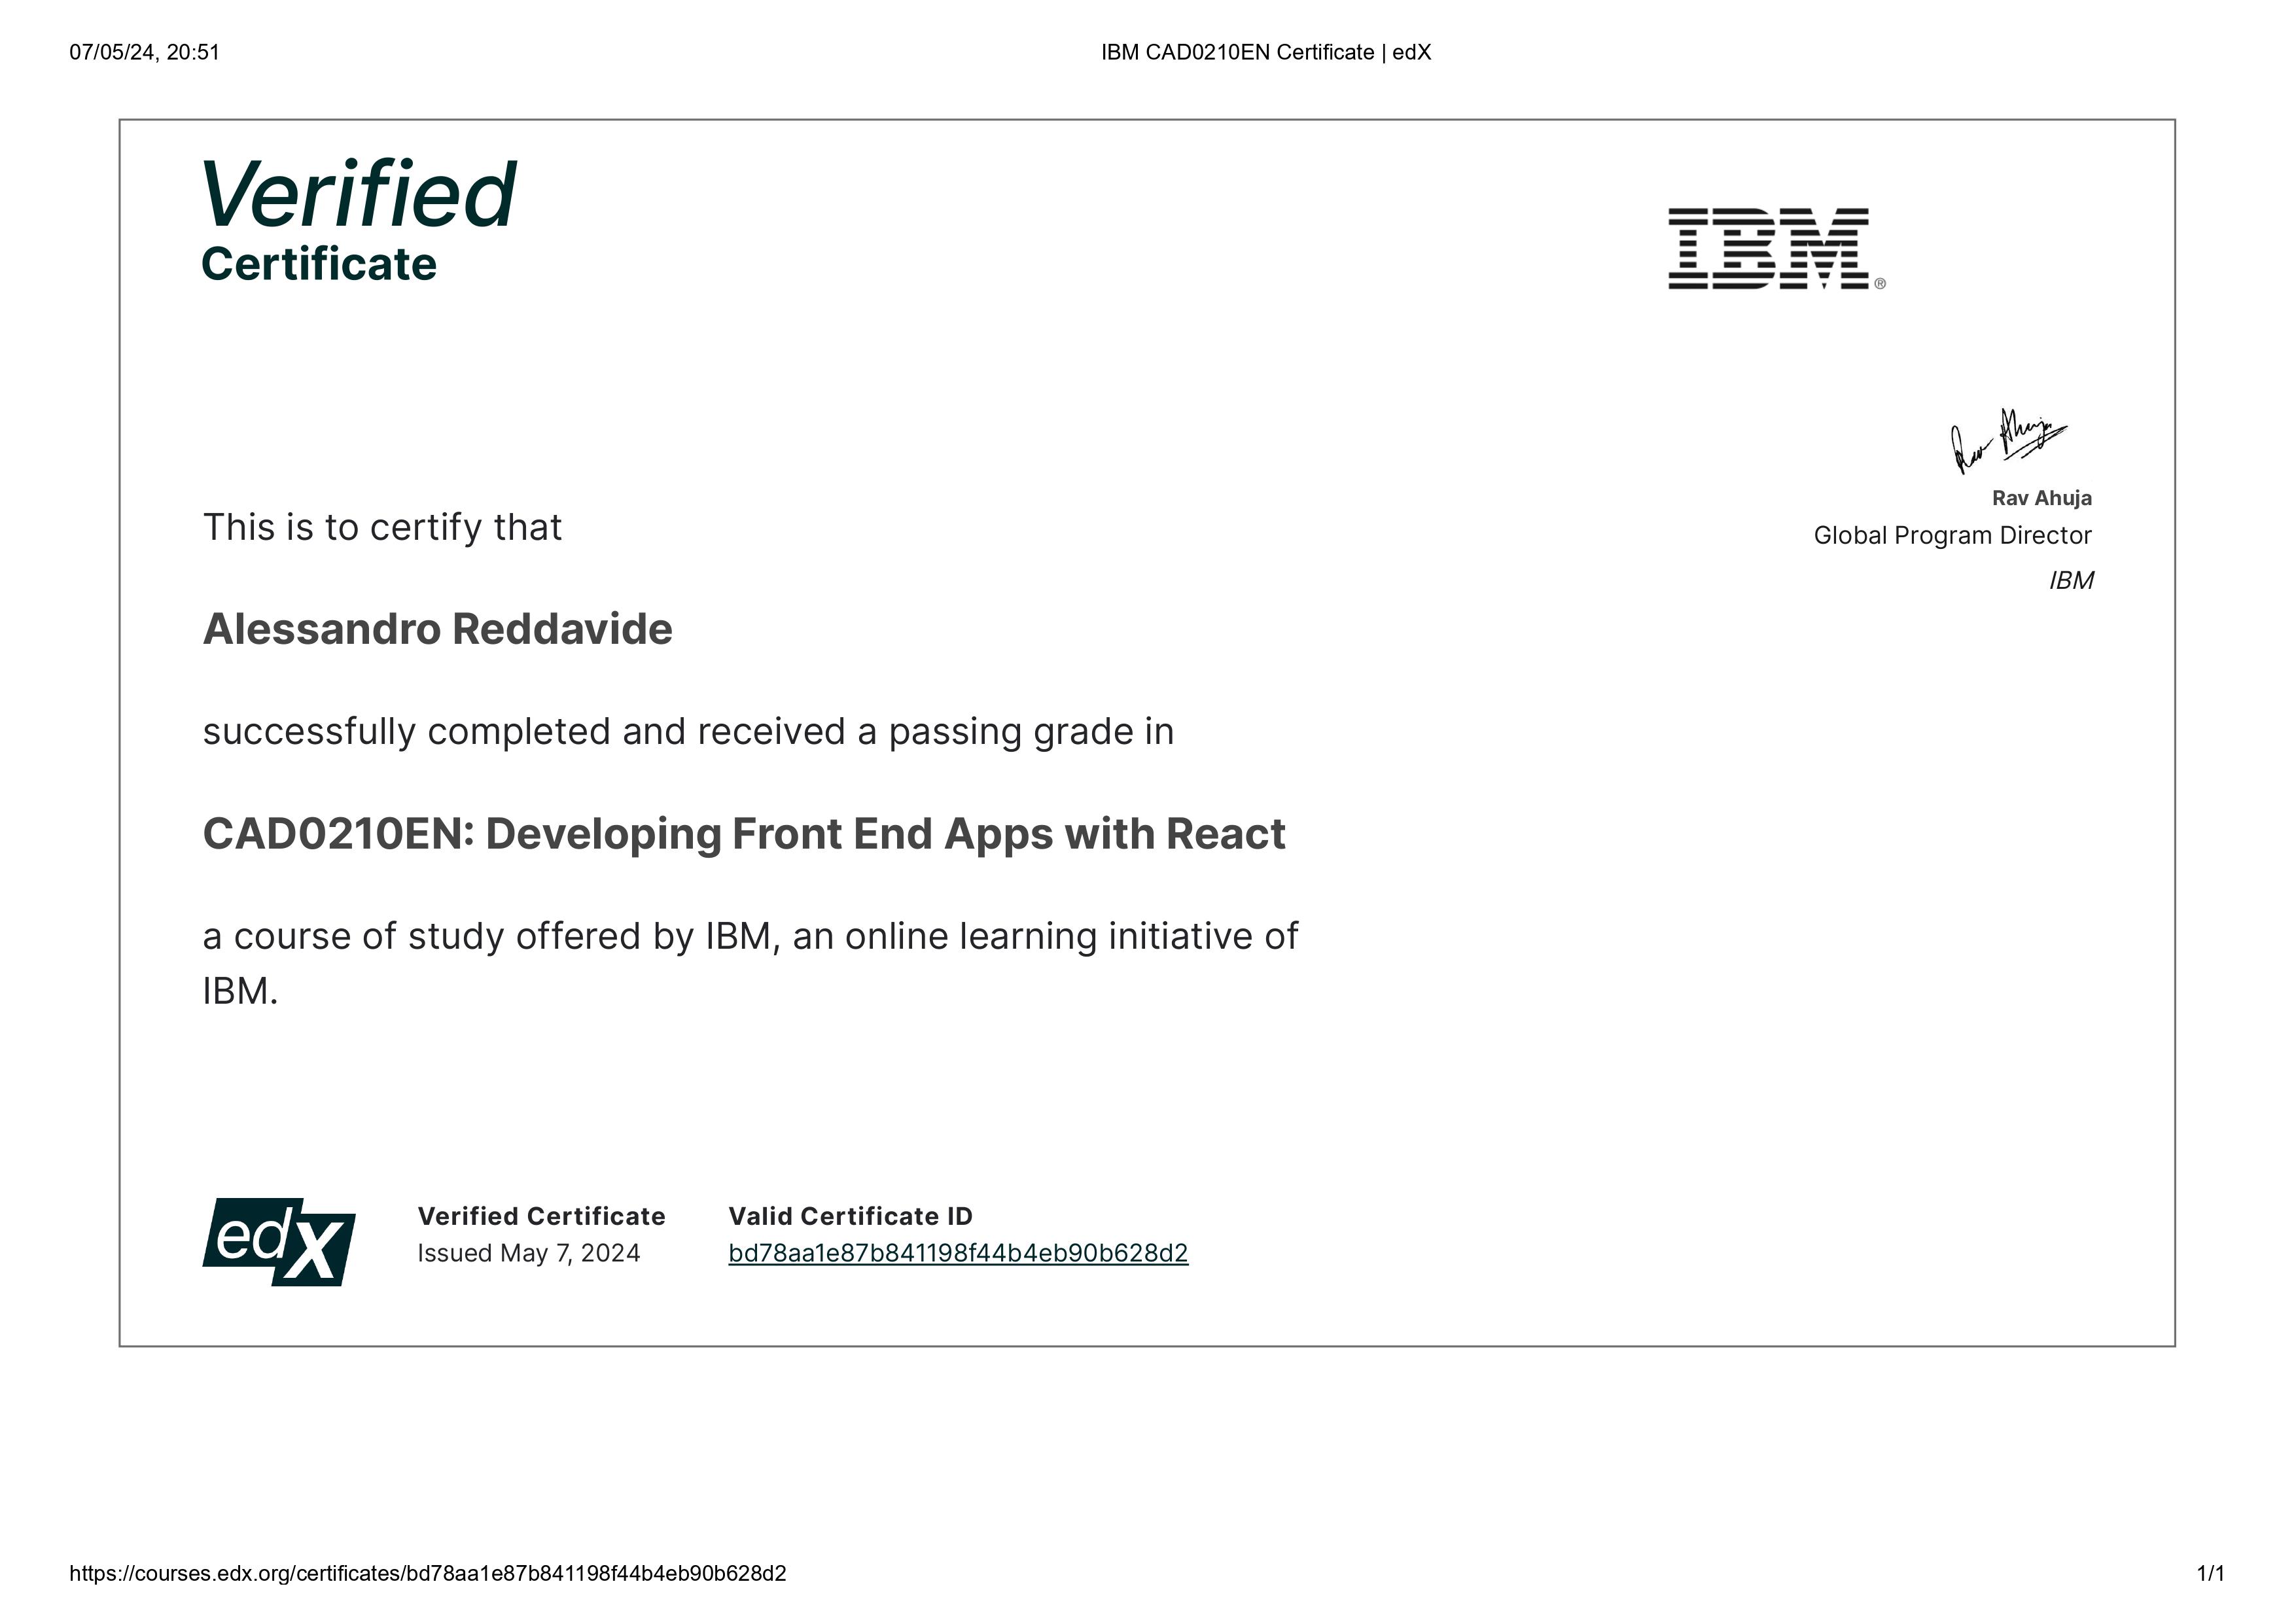 07/05/24, 20:51
IBM CAD0210EN Certificate | edX
Verified
Certificate
IBM®
Rav Ahuja
Rav Ahuja
Global Program Director
IBM
This is to certify that
Alessandro Reddavide
successfully completed and received a passing grade in
CAD0210EN: Developing Front End Apps with React
a course of study offered by IBM, an online learning initiative of
IBM.
edX
Verified Certificate
Issued May 7, 2024
Valid Certificate ID
bd78aa1e87b841198f44b4eb90b628d2
https://courses.edx.org/certificates/bd78aa1e87b841198f44b4eb90b628d2
1/1